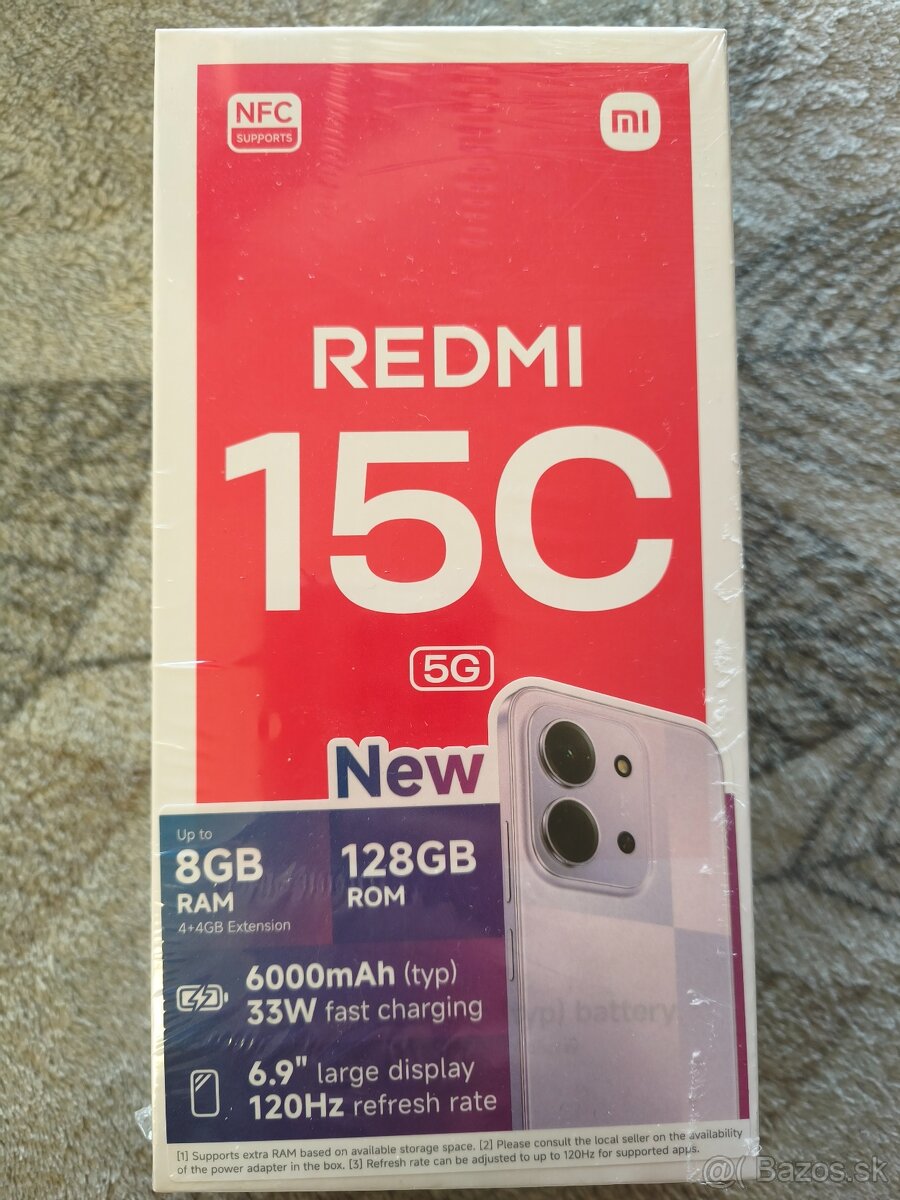 NFC
SUPPORTS
mi
REDMI
15C
5G
New
Up to
8GB
RAM
4+4GB Extension
128GB
ROM
6000mAh (typ)
33W fast charging
6.9" large display
120Hz refresh rate
[1] Supports extra RAM based on available storage space. [2] Please consult the local seller on the availability
of the power adapter in the box. [3] Refresh rate can be adjusted to up to 120Hz for supported apps.
battery
@( Bazos.sk